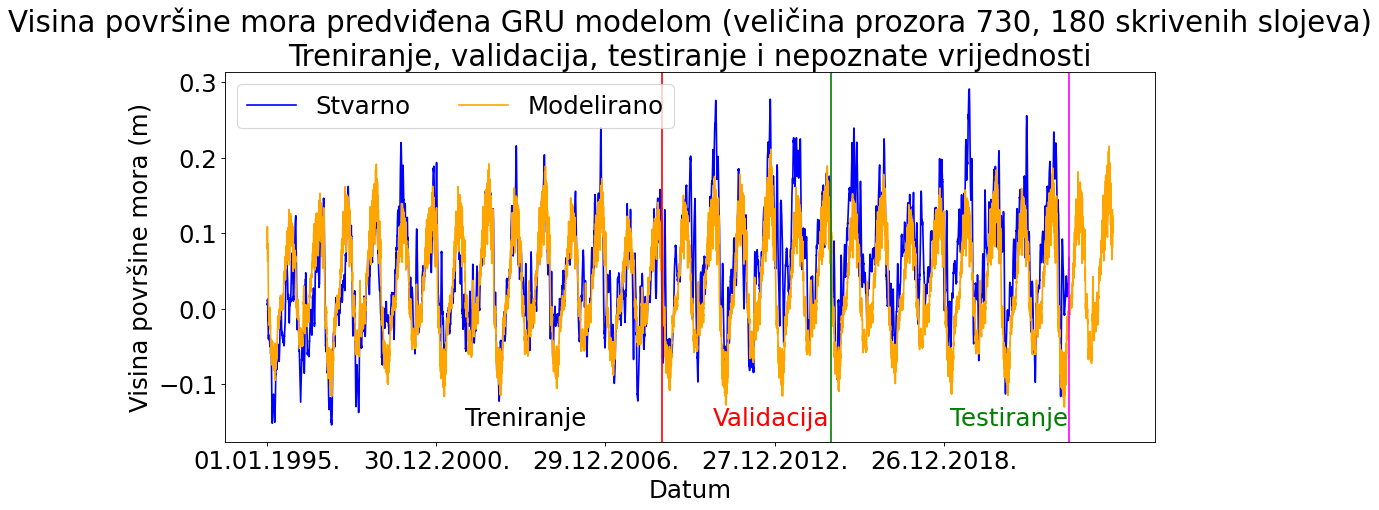 Visina površine mora predviđena GRU modelom (veličina prozora 730, 180 skrivenih slojeva)
Treniranje, validacija, testiranje i nepoznate vrijednosti
Stvarno
Modelirano
Visina površine mora (m)
0.3
0.2
0.1
0.0
−0.1
Treniranje
Validacija
Testiranje
01.01.1995.
30.12.2000.
29.12.2006.
27.12.2012.
26.12.2018.
Datum